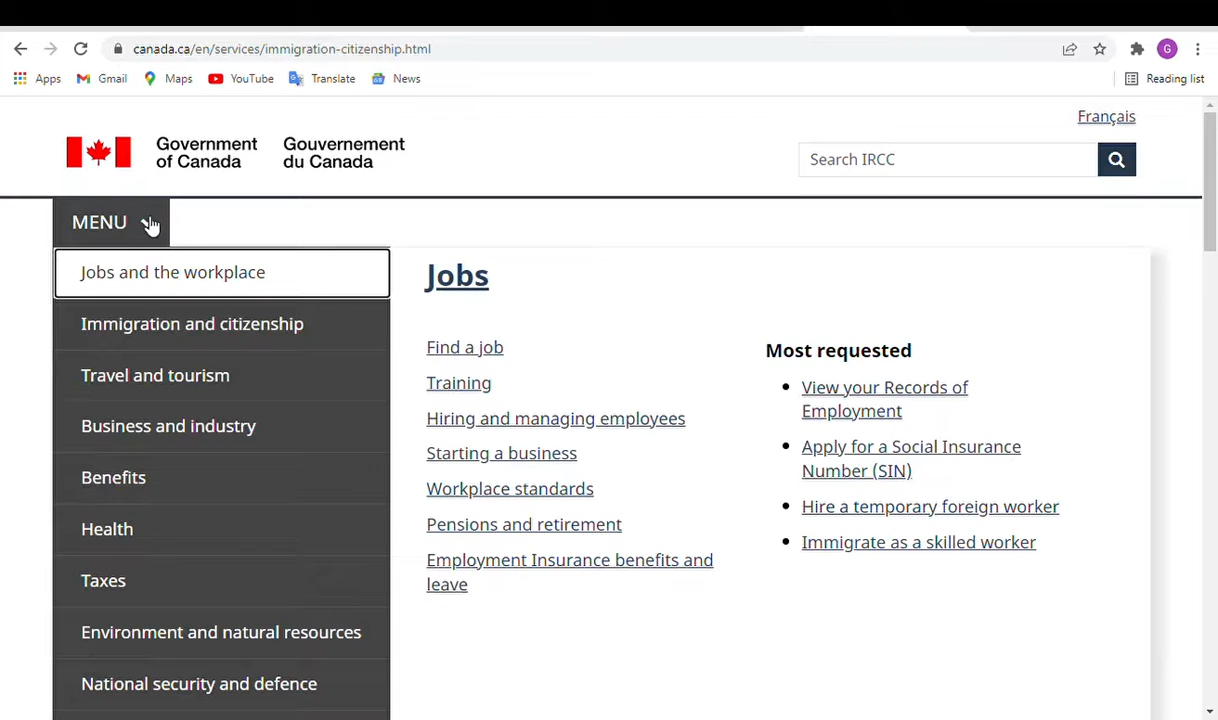 canada.ca/en/services/immigration-citizenship.html
G
Apps Gmail Maps YouTube Translate News Reading list
Français
Government of Canada
Gouvernement du Canada
Search IRCC
MENU
Jobs and the workplace
Immigration and citizenship
Travel and tourism
Business and industry
Benefits
Health
Taxes
Environment and natural resources
National security and defence
Jobs
Find a job
Training
Hiring and managing employees
Starting a business
Workplace standards
Pensions and retirement
Employment Insurance benefits and
leave
Most requested
View your Records of
Employment
Apply for a Social Insurance
Number (SIN)
Hire a temporary foreign worker
Immigrate as a skilled worker